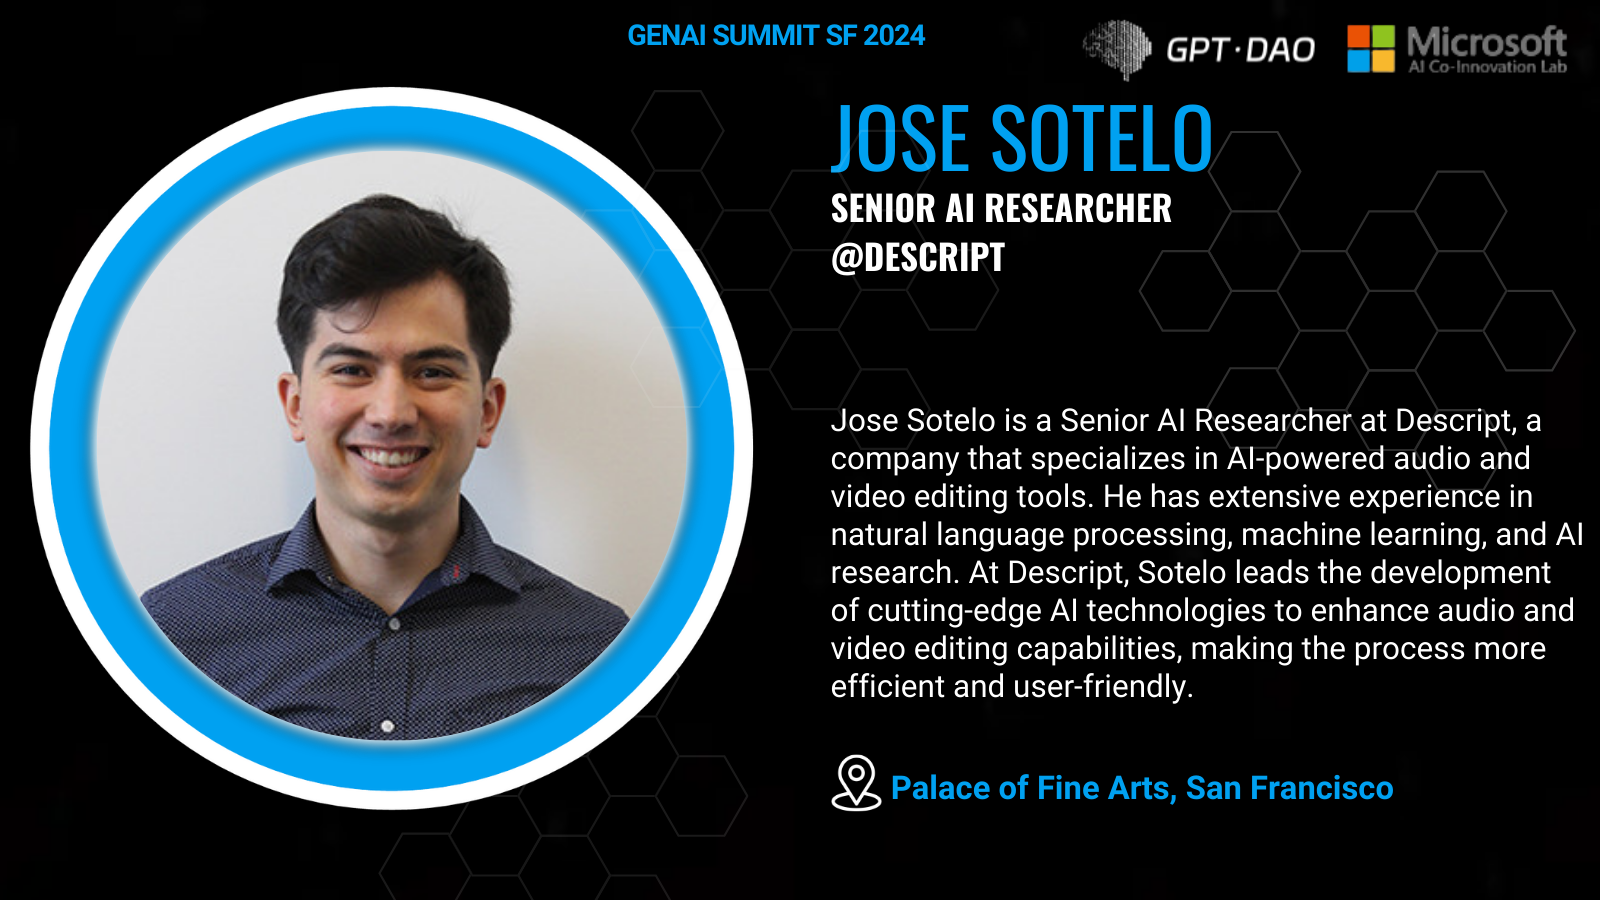 GENAI SUMMIT SF 2024
GPT·DAO
Microsoft
AI Co-Innovation Lab
JOSE SOTELO
SENIOR AI RESEARCHER
@DESCRIPT
Jose Sotelo is a Senior AI Researcher at Descript, a
company that specializes in AI-powered audio and
video editing tools. He has extensive experience in
natural language processing, machine learning, and AI
research. At Descript, Sotelo leads the development
of cutting-edge AI technologies to enhance audio and
video editing capabilities, making the process more
efficient and user-friendly.
Palace of Fine Arts, San Francisco